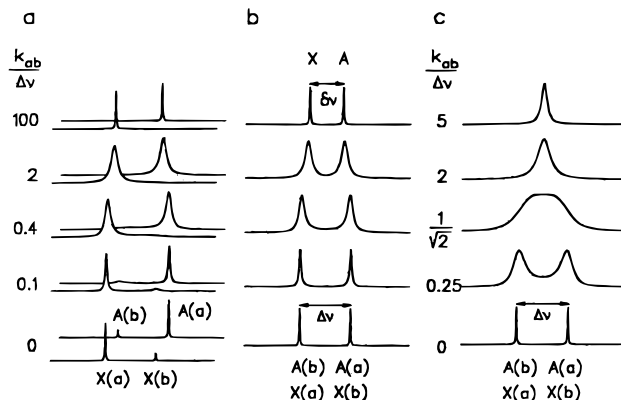 a
k_ab
Δν
100
2
0.4
0.1
A(b)
A(a)
0
X(a)
X(b)
b
X A
δν
Δν
A(b) A(a)
X(a) X(b)
c
k_ab
Δν
5
2
1
√2
0.25
Δν
0
A(b) A(a)
X(a) X(b)